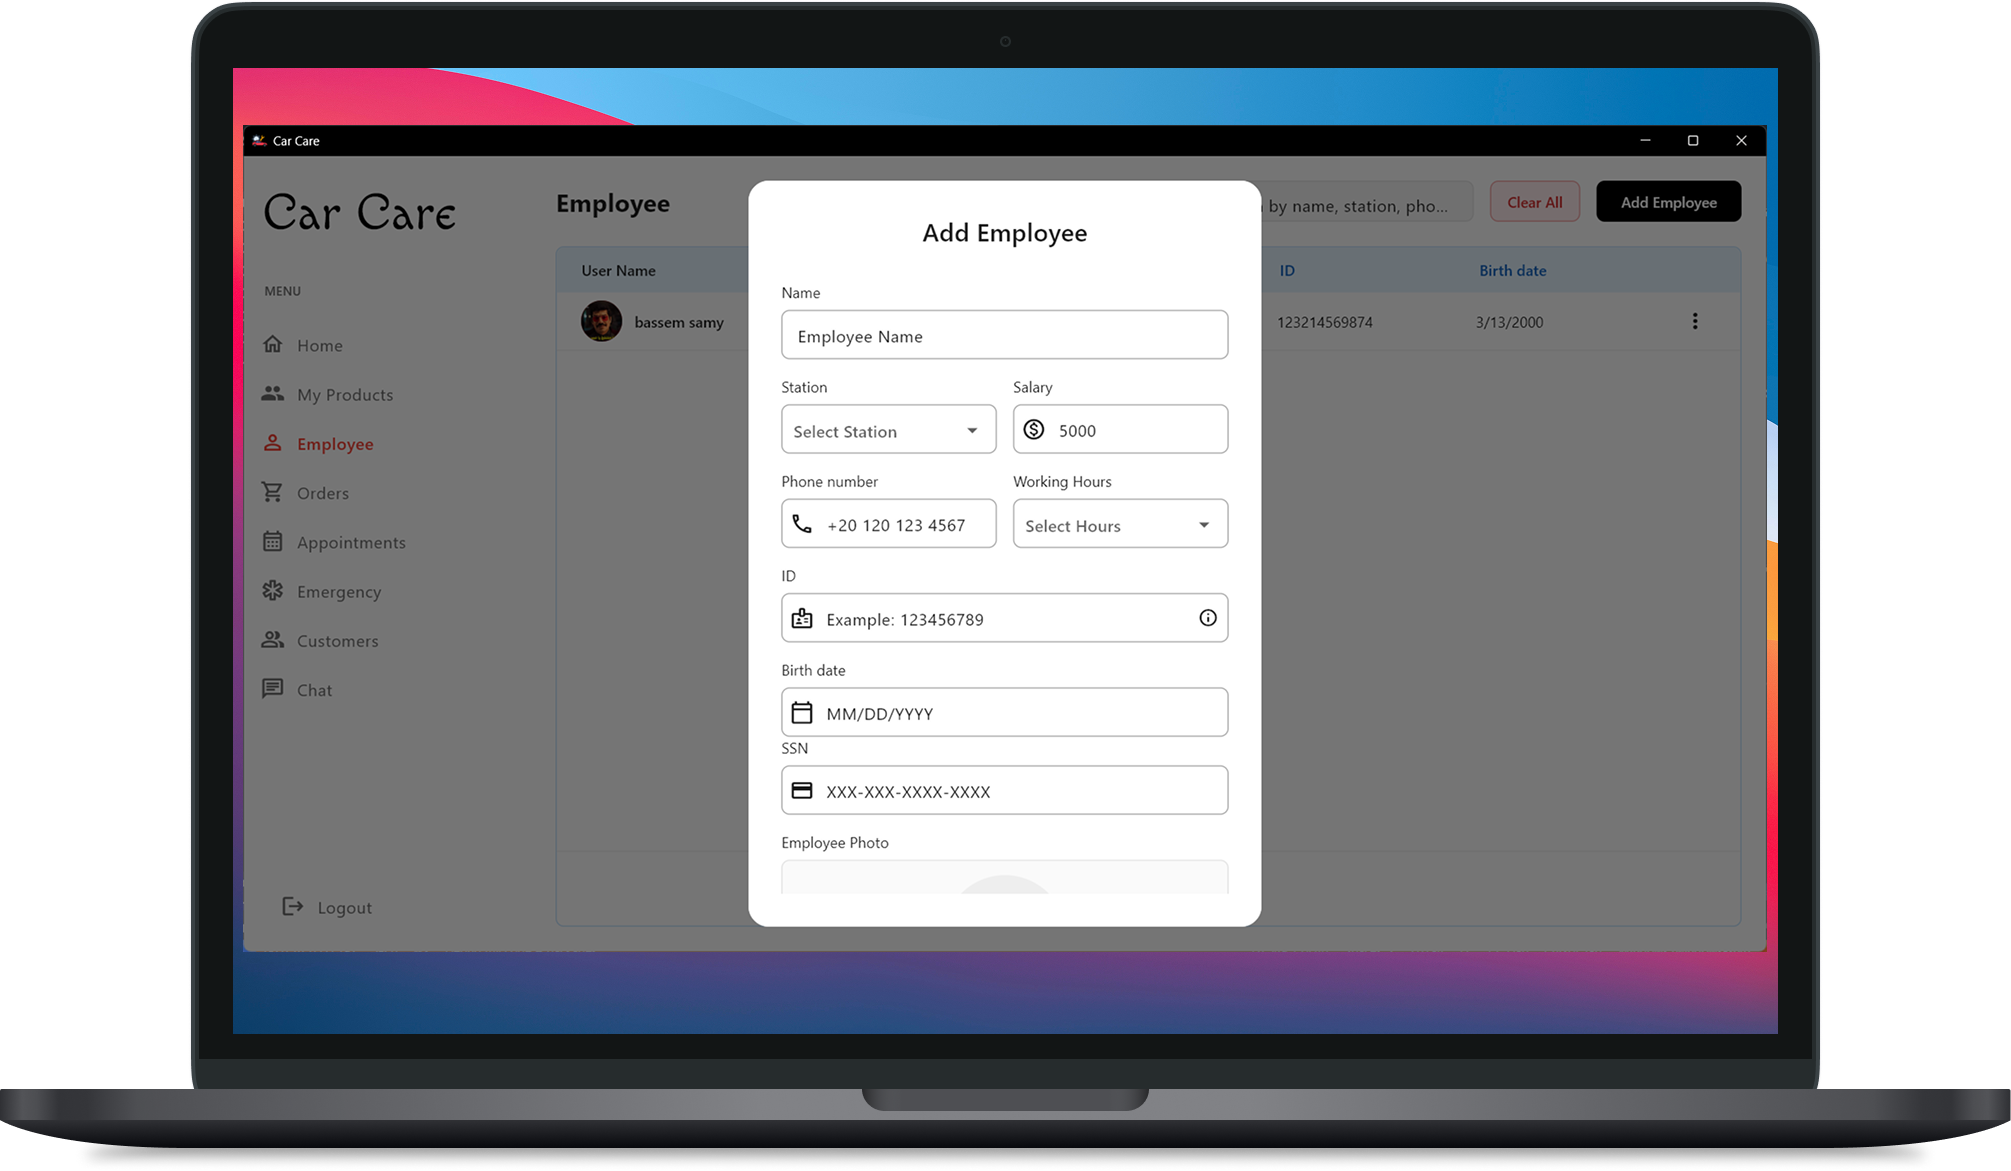 Car Care
Car Care
MENU
Home
My Products
Employee
Orders
Appointments
Emergency
Customers
Chat
Logout
Employee
by name, station, pho...
Clear All
Add Employee
User Name
ID
Birth date
bassem samy
123214569874
3/13/2000
Add Employee
Name
Employee Name
Station
Salary
Select Station
5000
Phone number
Working Hours
+20 120 123 4567
Select Hours
ID
Example: 123456789
Birth date
MM/DD/YYYY
SSN
XXX-XXX-XXXX-XXXX
Employee Photo